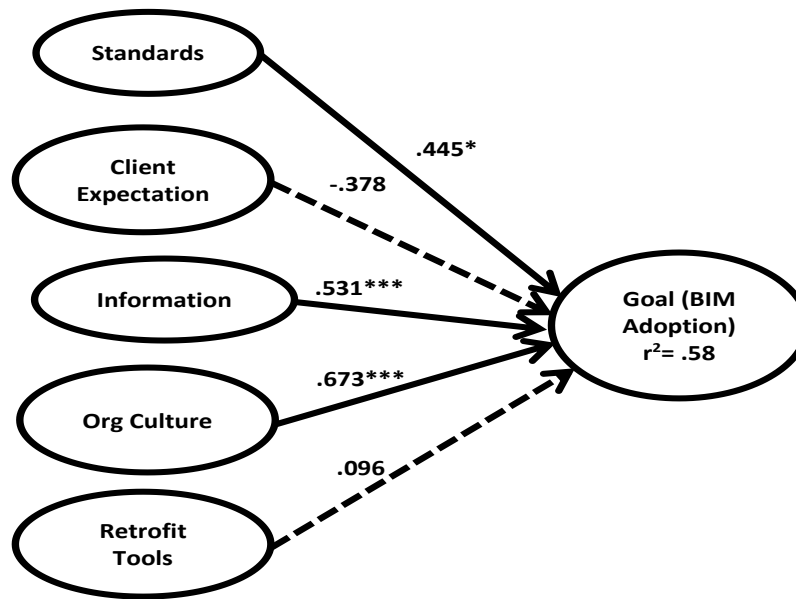 Standards
.445*
Client
Expectation
-.378
Information
.531***
Goal (BIM
Adoption)
r²= .58
Org Culture
.673***
Retrofit
Tools
.096